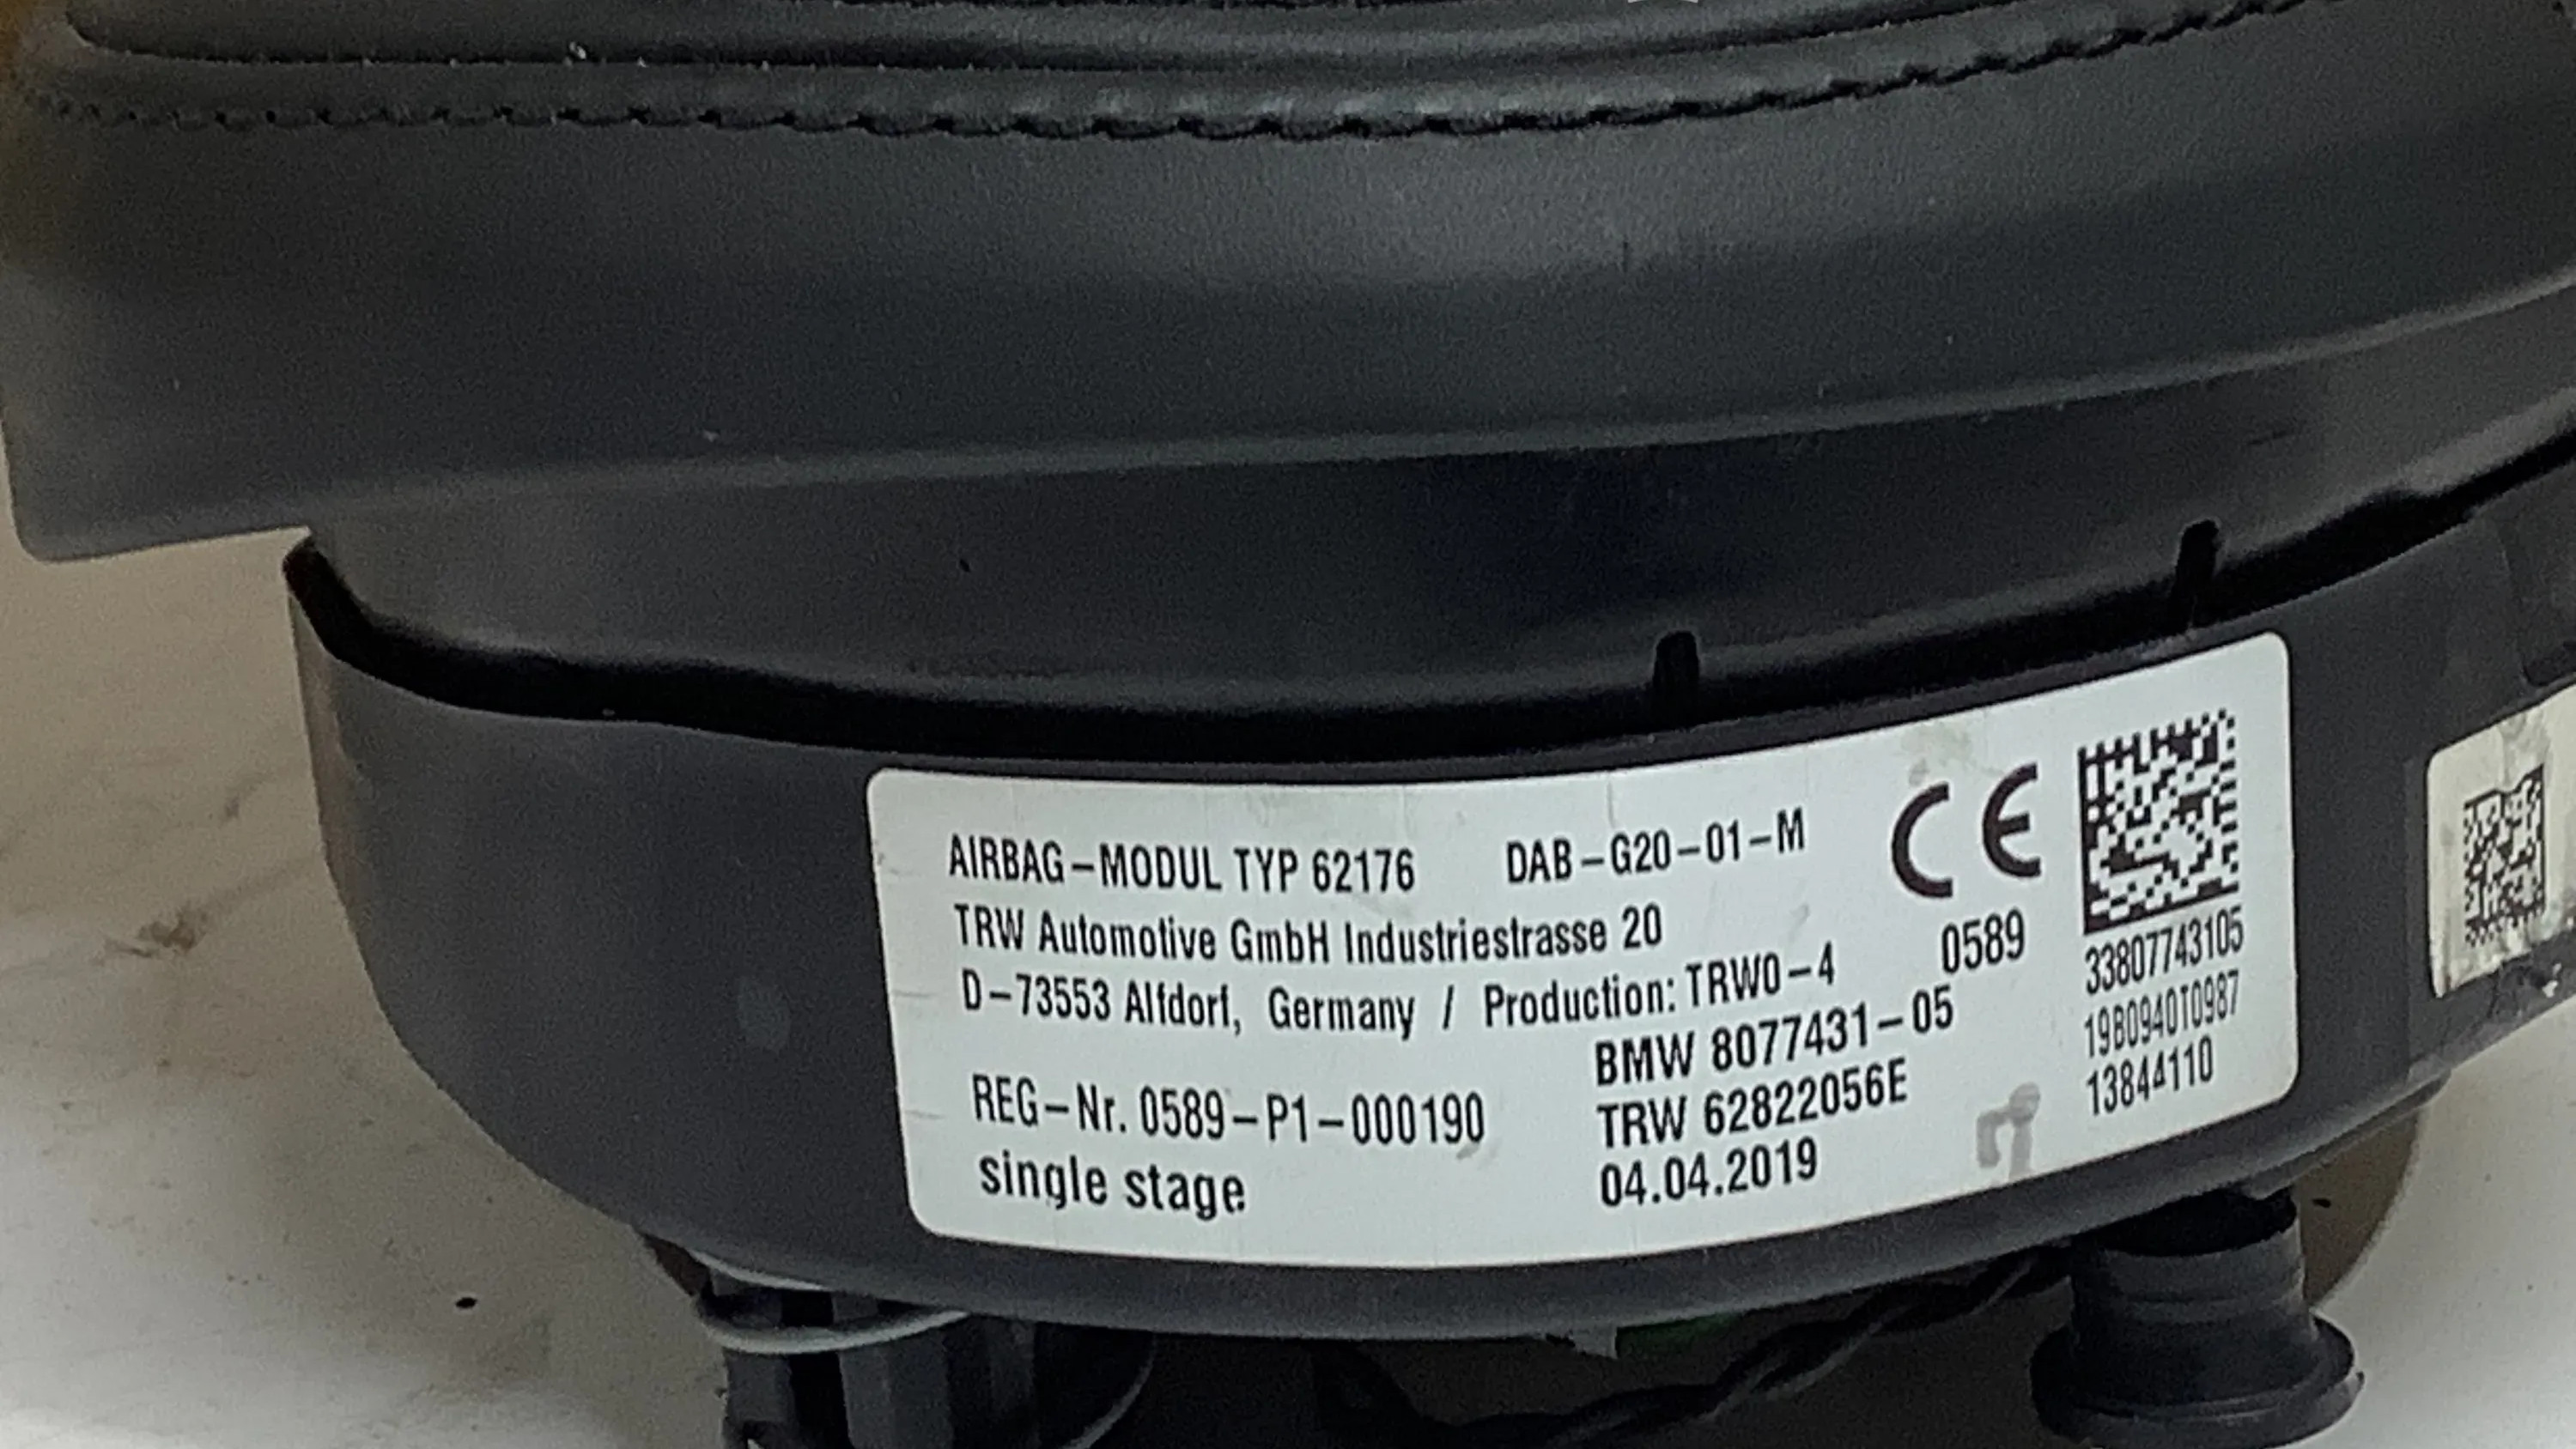 AIRBAG-MODUL TYP 62176 DAB-G20-01-M CE
TRW Automotive GmbH Industriestrasse 20 0589
D-73553 Alfdorf, Germany / Production: TRW0-4
BMW 8077431-05
REG-Nr. 0589-P1-000190 TRW 62822056E
single stage 04.04.2019
33807743105
19B0940T0987
13844110